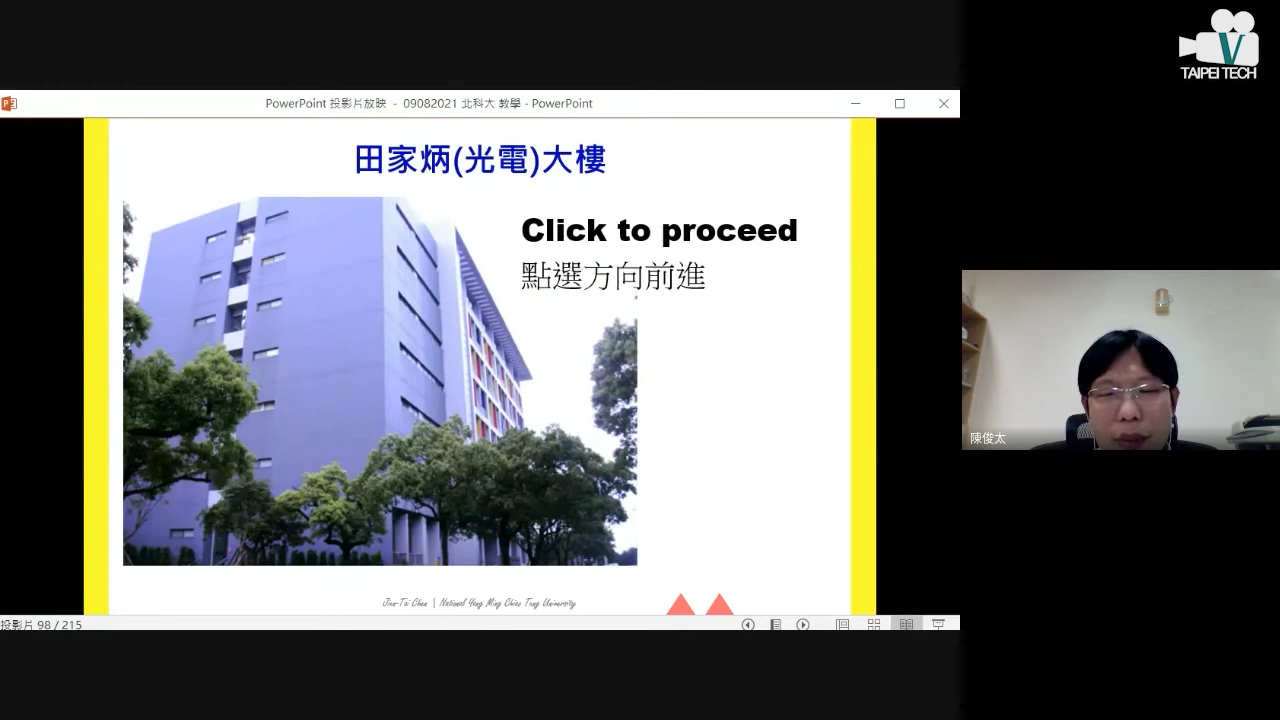 TAIPEI TECH
PowerPoint 投影片放映 - 09082021 北科大 教學 - PowerPoint
田家炳(光電)大樓
Click to proceed
點選方向前進
陳俊太
Jiun-Tai Chen | National Yang Ming Chiao Tung University
投影片 98 / 215